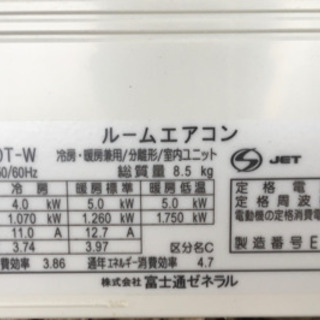 ルームエアコン
0T-W 冷房・暖房兼用/分離形/室内ユニット
50/60Hz 総質量 8.5 kg
JET
冷房 暖房標準 暖房低温
4.0 kW 5.0 kW 5.0 kW
1.070 kW 1.260 kW 1.750 kW
11.0 A 12.7 A
3.74 3.97 区分名C
費効率 3.86 通年エネルギー消費効率 4.7
定格電
定格周波
電動機の定格消費電
製造番号 E
株式会社 富士通ゼネラル